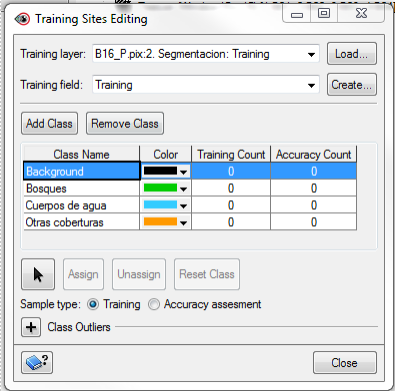 Training Sites Editing
Training layer: B16_P.pix:2. Segmentacion: Training Load...
Training field: Training Create...
Add Class Remove Class
Class Name Color Training Count Accuracy Count
Background 0 0
Bosques 0 0
Cuerpos de agua 0 0
Otras coberturas 0 0
Assign Unassign Reset Class
Sample type: Training Accuracy assesment
+ Class Outliers
? Close